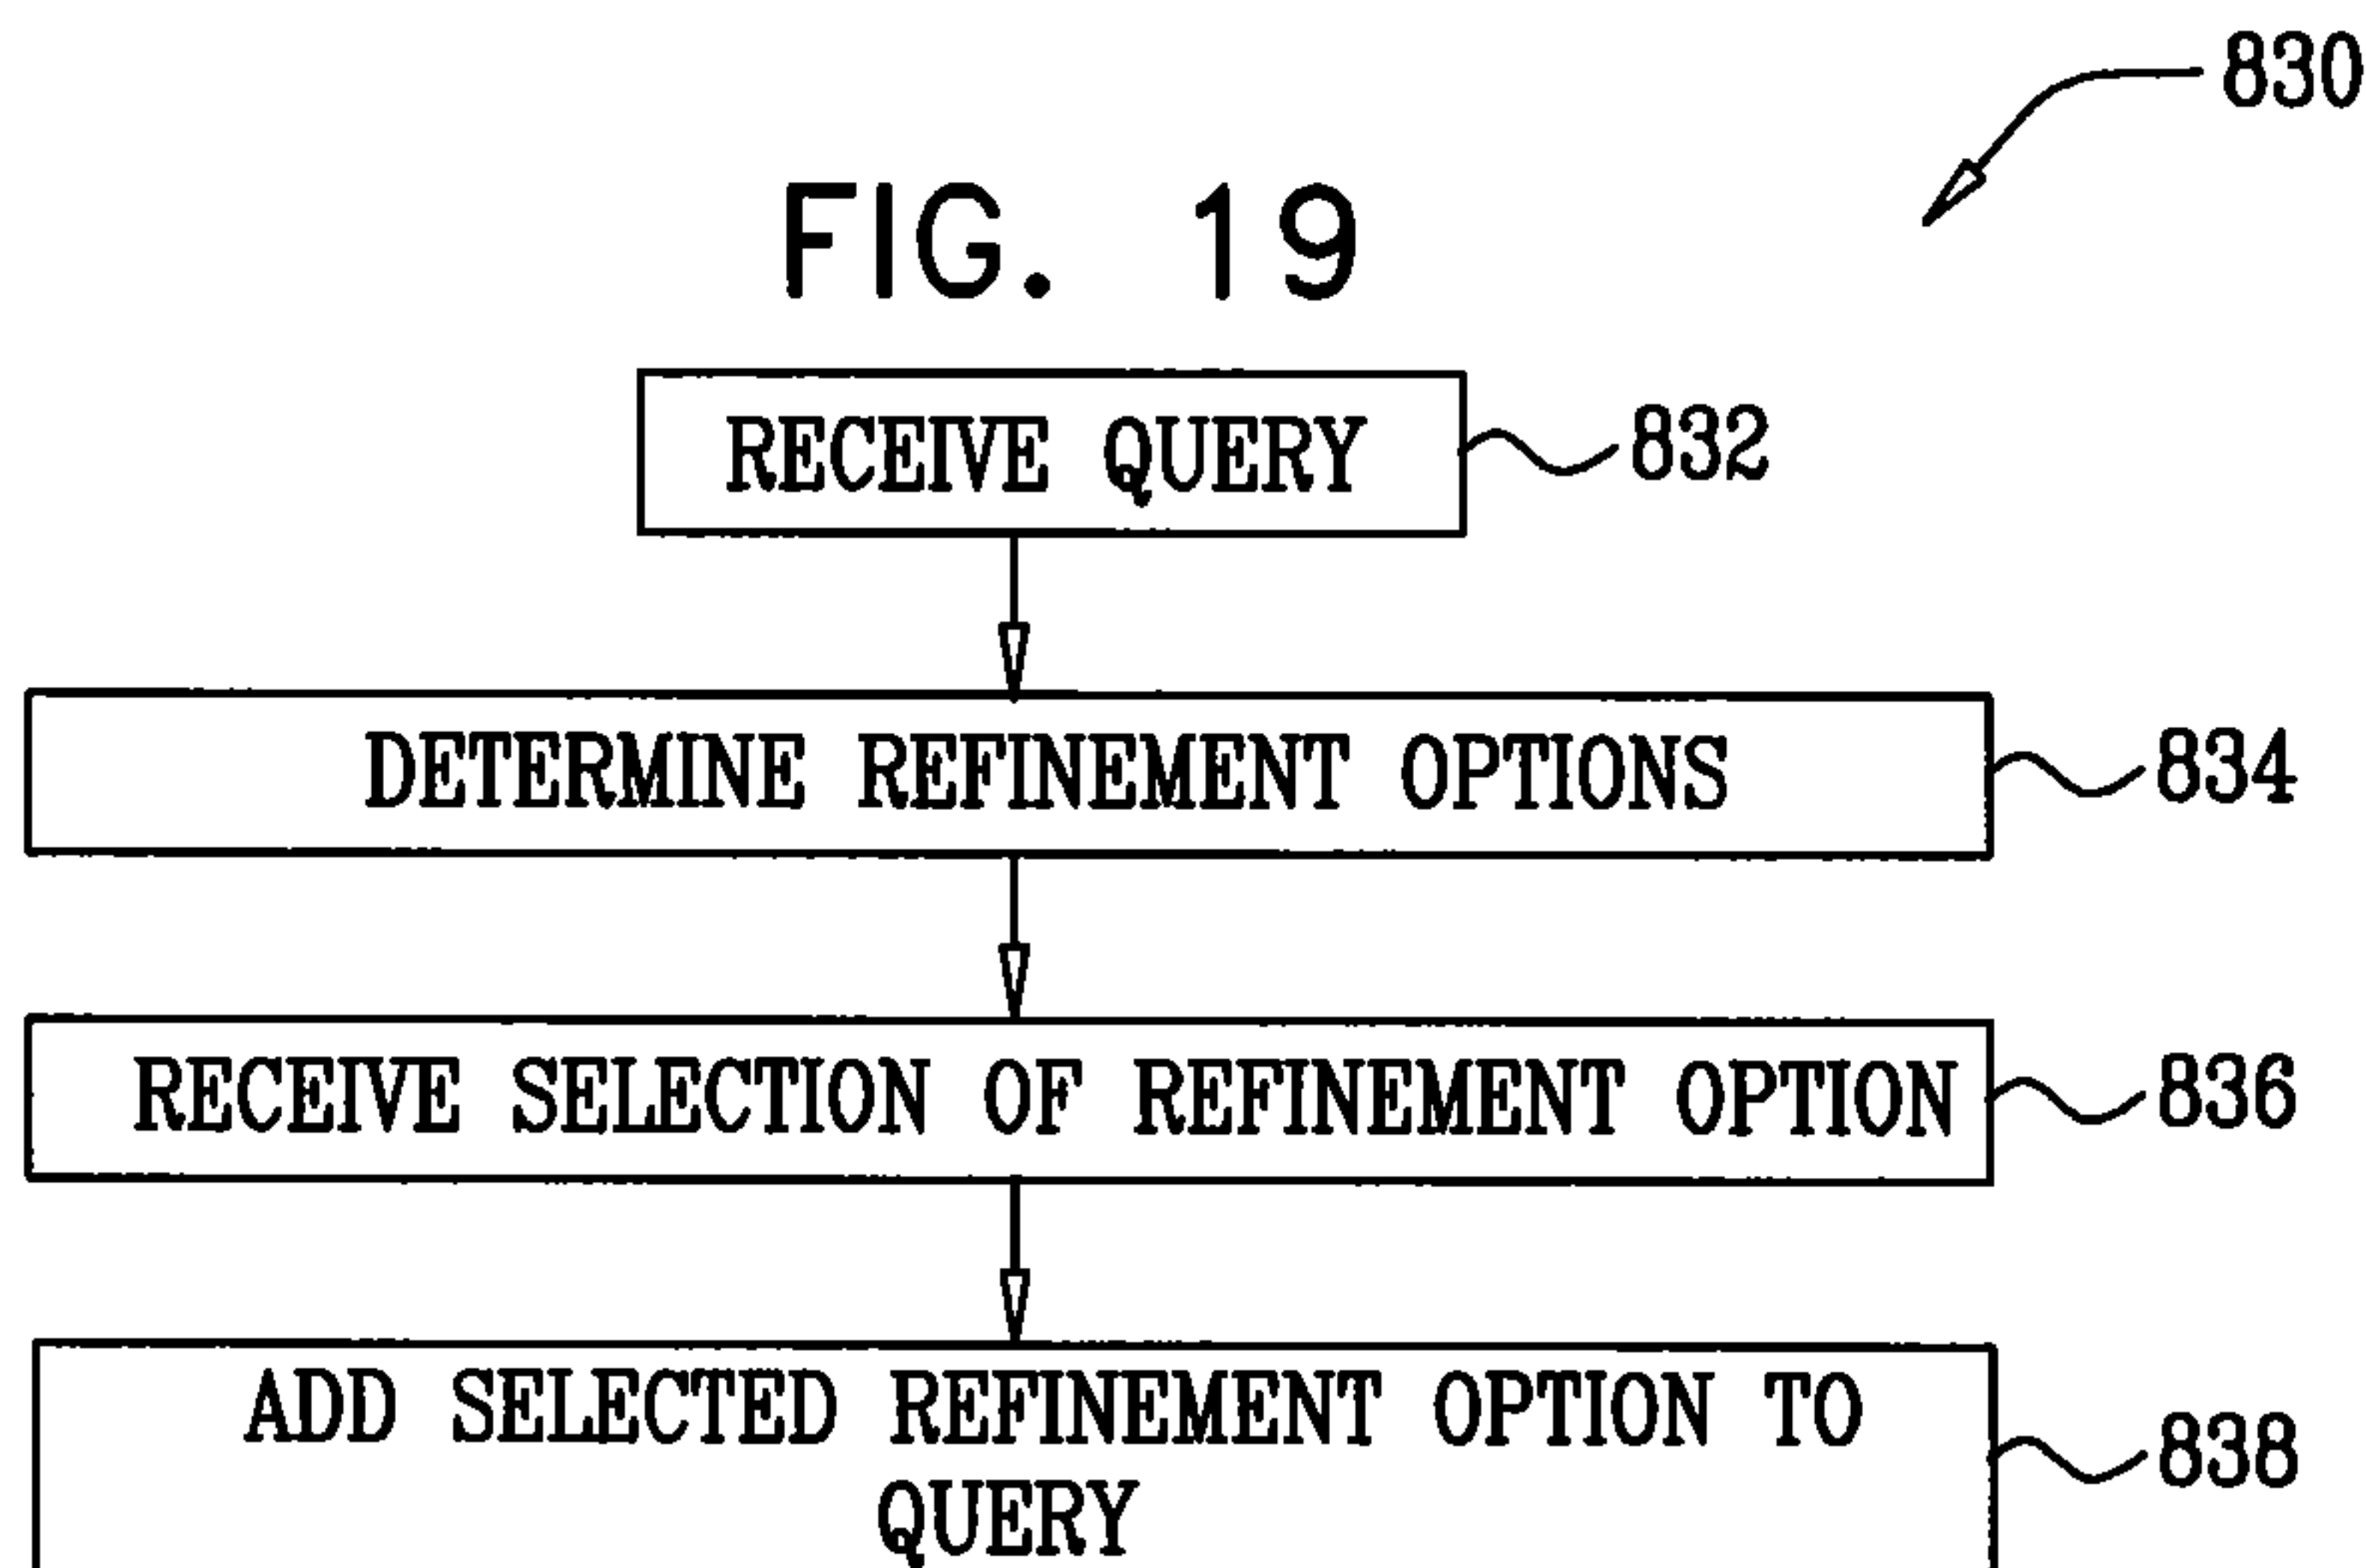 830
FIG. 19
RECEIVE QUERY
832
DETERMINE REFINEMENT OPTIONS
834
RECEIVE SELECTION OF REFINEMENT OPTION
836
ADD SELECTED REFINEMENT OPTION TO
QUERY
838